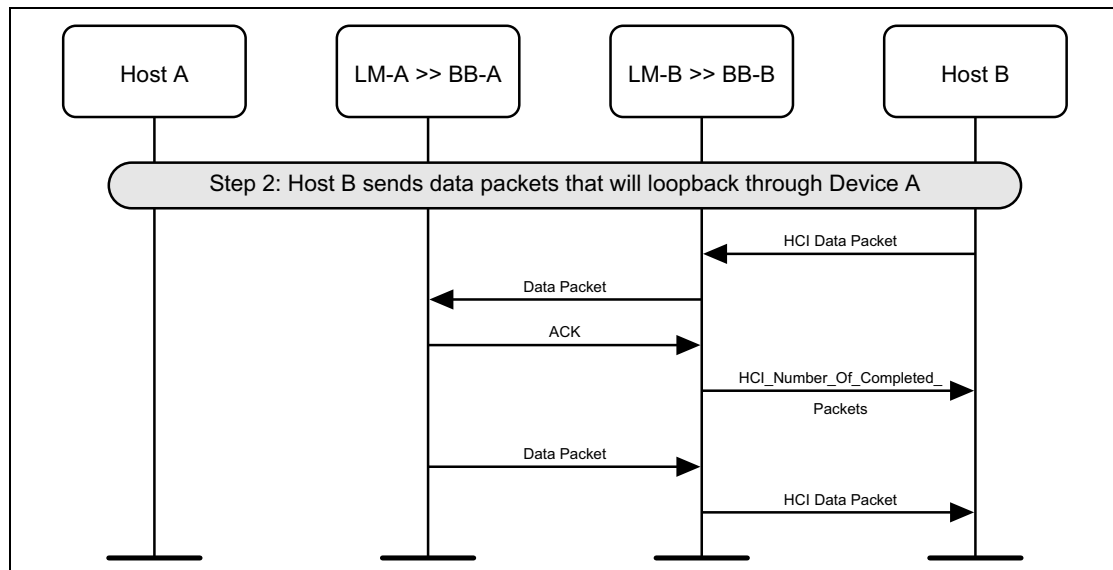 Host A
LM-A >> BB-A
LM-B >> BB-B
Host B
Step 2: Host B sends data packets that will loopback through Device A
HCI Data Packet
Data Packet
ACK
HCI_Number_Of_Completed_
Packets
Data Packet
HCI Data Packet